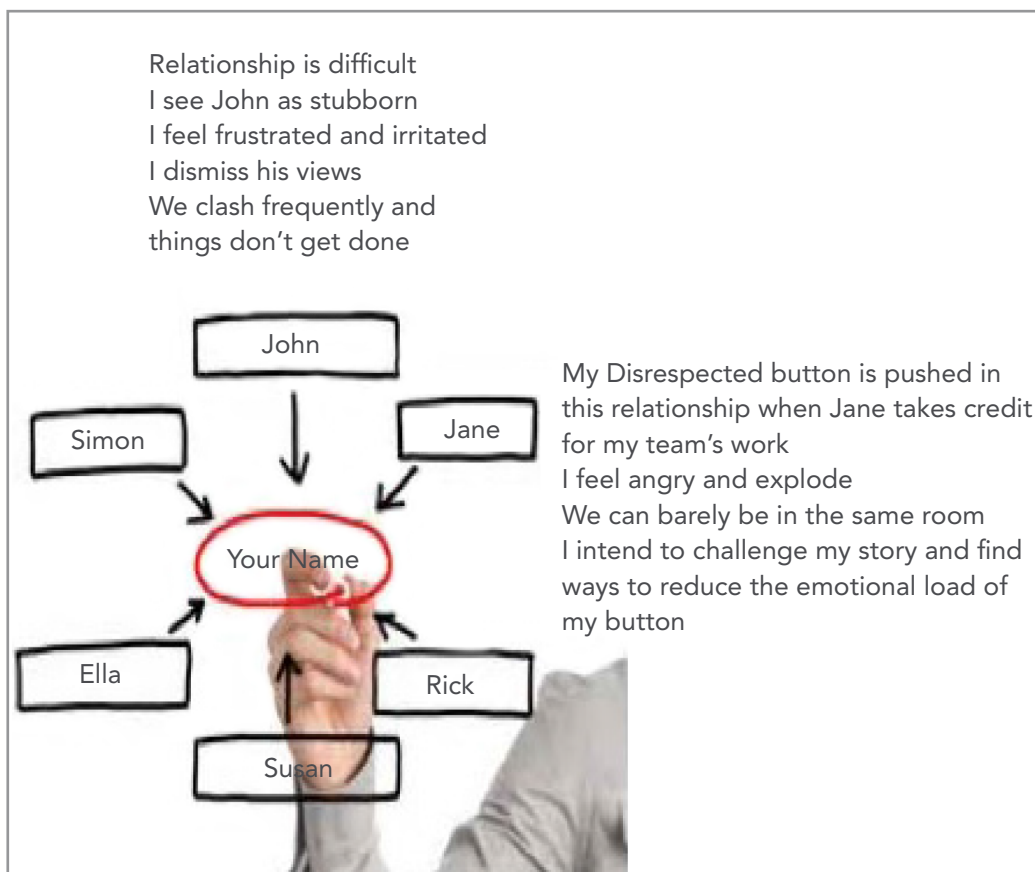 Relationship is difficult
I see John as stubborn
I feel frustrated and irritated
I dismiss his views
We clash frequently and
things don’t get done
John
Simon
Jane
My Disrespected button is pushed in
this relationship when Jane takes credit
for my team’s work
I feel angry and explode
We can barely be in the same room
I intend to challenge my story and find
ways to reduce the emotional load of
my button
Your Name
Ella
Rick
Susan